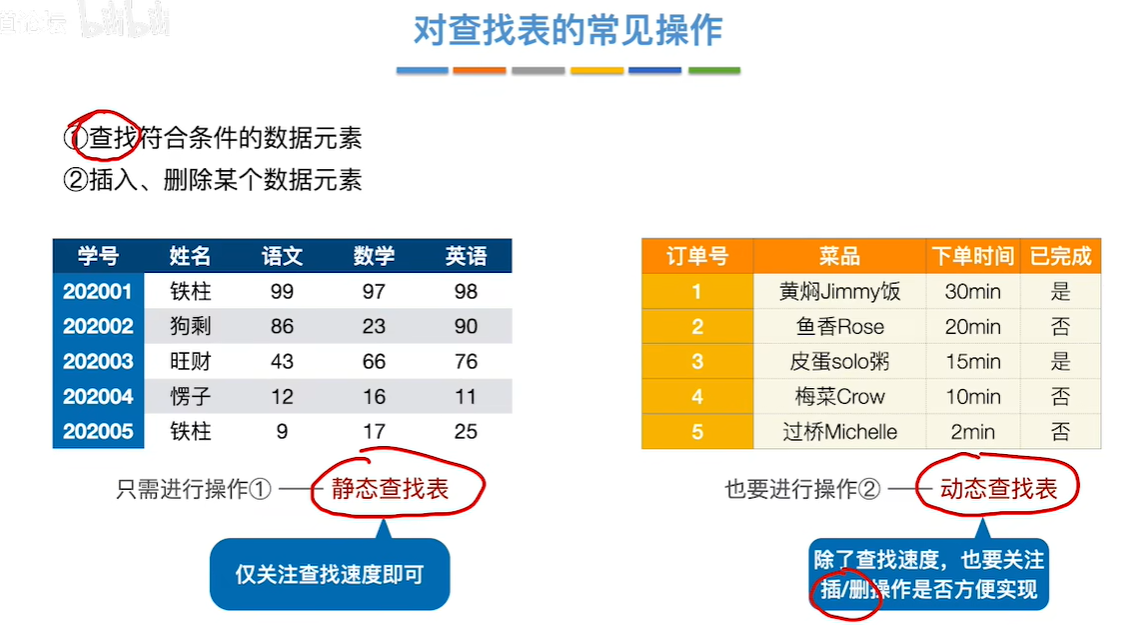 对查找表的常见操作
①查找符合条件的数据元素
②插入、删除某个数据元素
学号 姓名 语文 数学 英语
202001 铁柱 99 97 98
202002 狗剩 86 23 90
202003 旺财 43 66 76
202004 愣子 12 16 11
202005 铁柱 9 17 25
只需进行操作① 静态查找表
仅关注查找速度即可
订单号 菜品 下单时间 已完成
1 黄焖Jimmy饭 30min 是
2 鱼香Rose 20min 否
3 皮蛋solo粥 15min 是
4 梅菜Crow 10min 否
5 过桥Michelle 2min 否
也要进行操作② 动态查找表
除了查找速度，也要关注
插/删操作是否方便实现